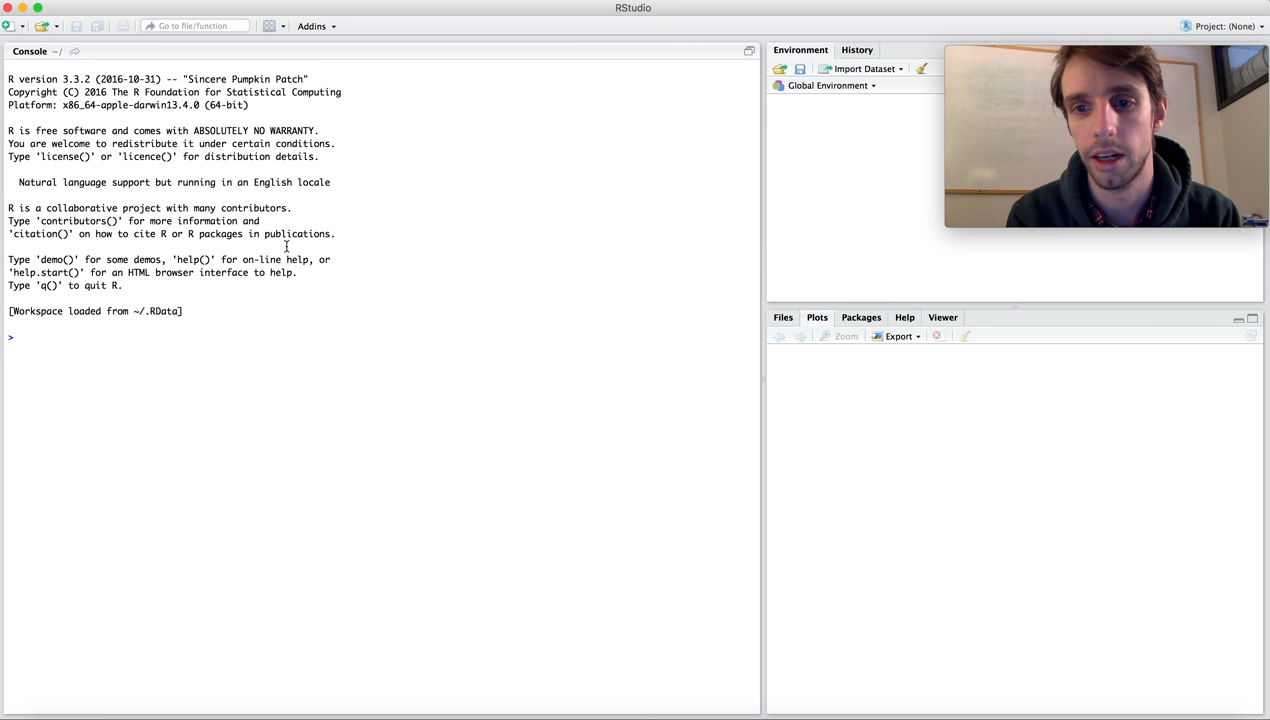 RStudio
Go to file/function
Addins
Project: (None)
Console ~/
R version 3.3.2 (2016-10-31) -- "Sincere Pumpkin Patch"
Copyright (C) 2016 The R Foundation for Statistical Computing
Platform: x86_64-apple-darwin13.4.0 (64-bit)
R is free software and comes with ABSOLUTELY NO WARRANTY.
You are welcome to redistribute it under certain conditions.
Type 'license()' or 'licence()' for distribution details.
Natural language support but running in an English locale
R is a collaborative project with many contributors.
Type 'contributors()' for more information and
'citation()' on how to cite R or R packages in publications.
Type 'demo()' for some demos, 'help()' for on-line help, or
'help.start()' for an HTML browser interface to help.
Type 'q()' to quit R.
[Workspace loaded from ~/.RData]
>
Environment History
Import Dataset
Global Environment
Files Plots Packages Help Viewer
Zoom Export